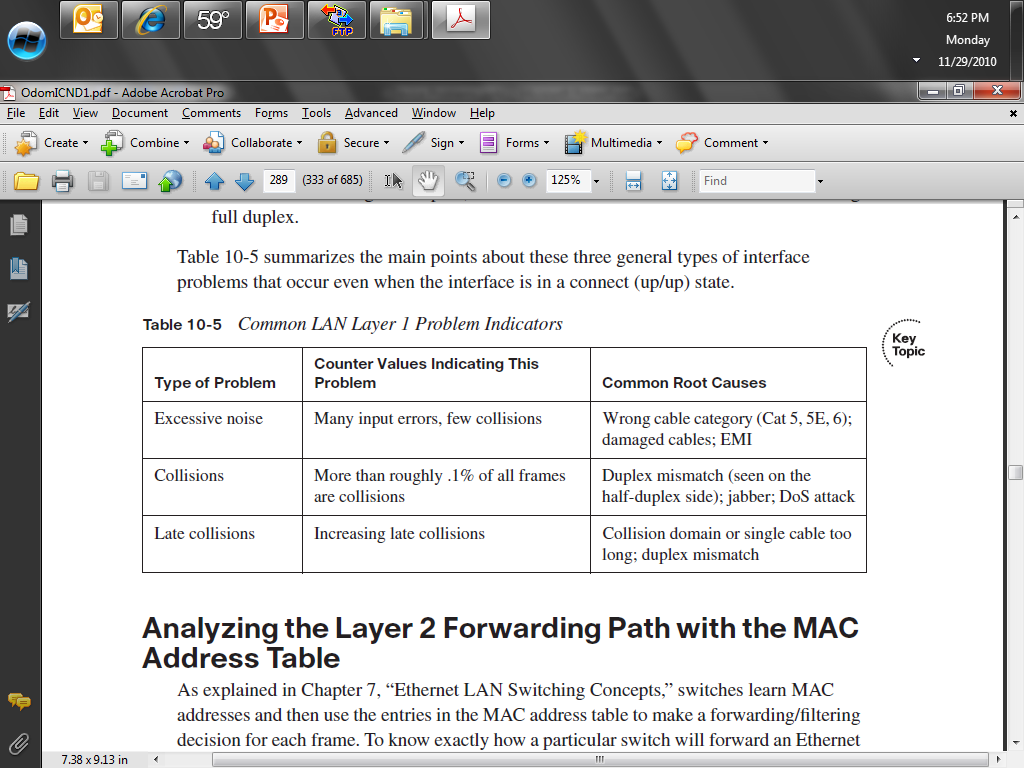 59°
FTP
6:52 PM
Monday
11/29/2010
OdomICND1.pdf - Adobe Acrobat Pro
File Edit View Document Comments Forms Tools Advanced Window Help
Create Combine Collaborate Secure Sign Forms Multimedia Comment
289 (333 of 685) 125% Find
full duplex.
Table 10-5 summarizes the main points about these three general types of interface
problems that occur even when the interface is in a connect (up/up) state.
Table 10-5 Common LAN Layer 1 Problem Indicators
Key
Topic
Type of Problem
Counter Values Indicating This
Problem
Common Root Causes
Excessive noise
Many input errors, few collisions
Wrong cable category (Cat 5, 5E, 6);
damaged cables; EMI
Collisions
More than roughly .1% of all frames
are collisions
Duplex mismatch (seen on the
half-duplex side); jabber; DoS attack
Late collisions
Increasing late collisions
Collision domain or single cable too
long; duplex mismatch
Analyzing the Layer 2 Forwarding Path with the MAC
Address Table
As explained in Chapter 7, “Ethernet LAN Switching Concepts,” switches learn MAC
addresses and then use the entries in the MAC address table to make a forwarding/filtering
decision for each frame. To know exactly how a particular switch will forward an Ethernet
7.38 x 9.13 in